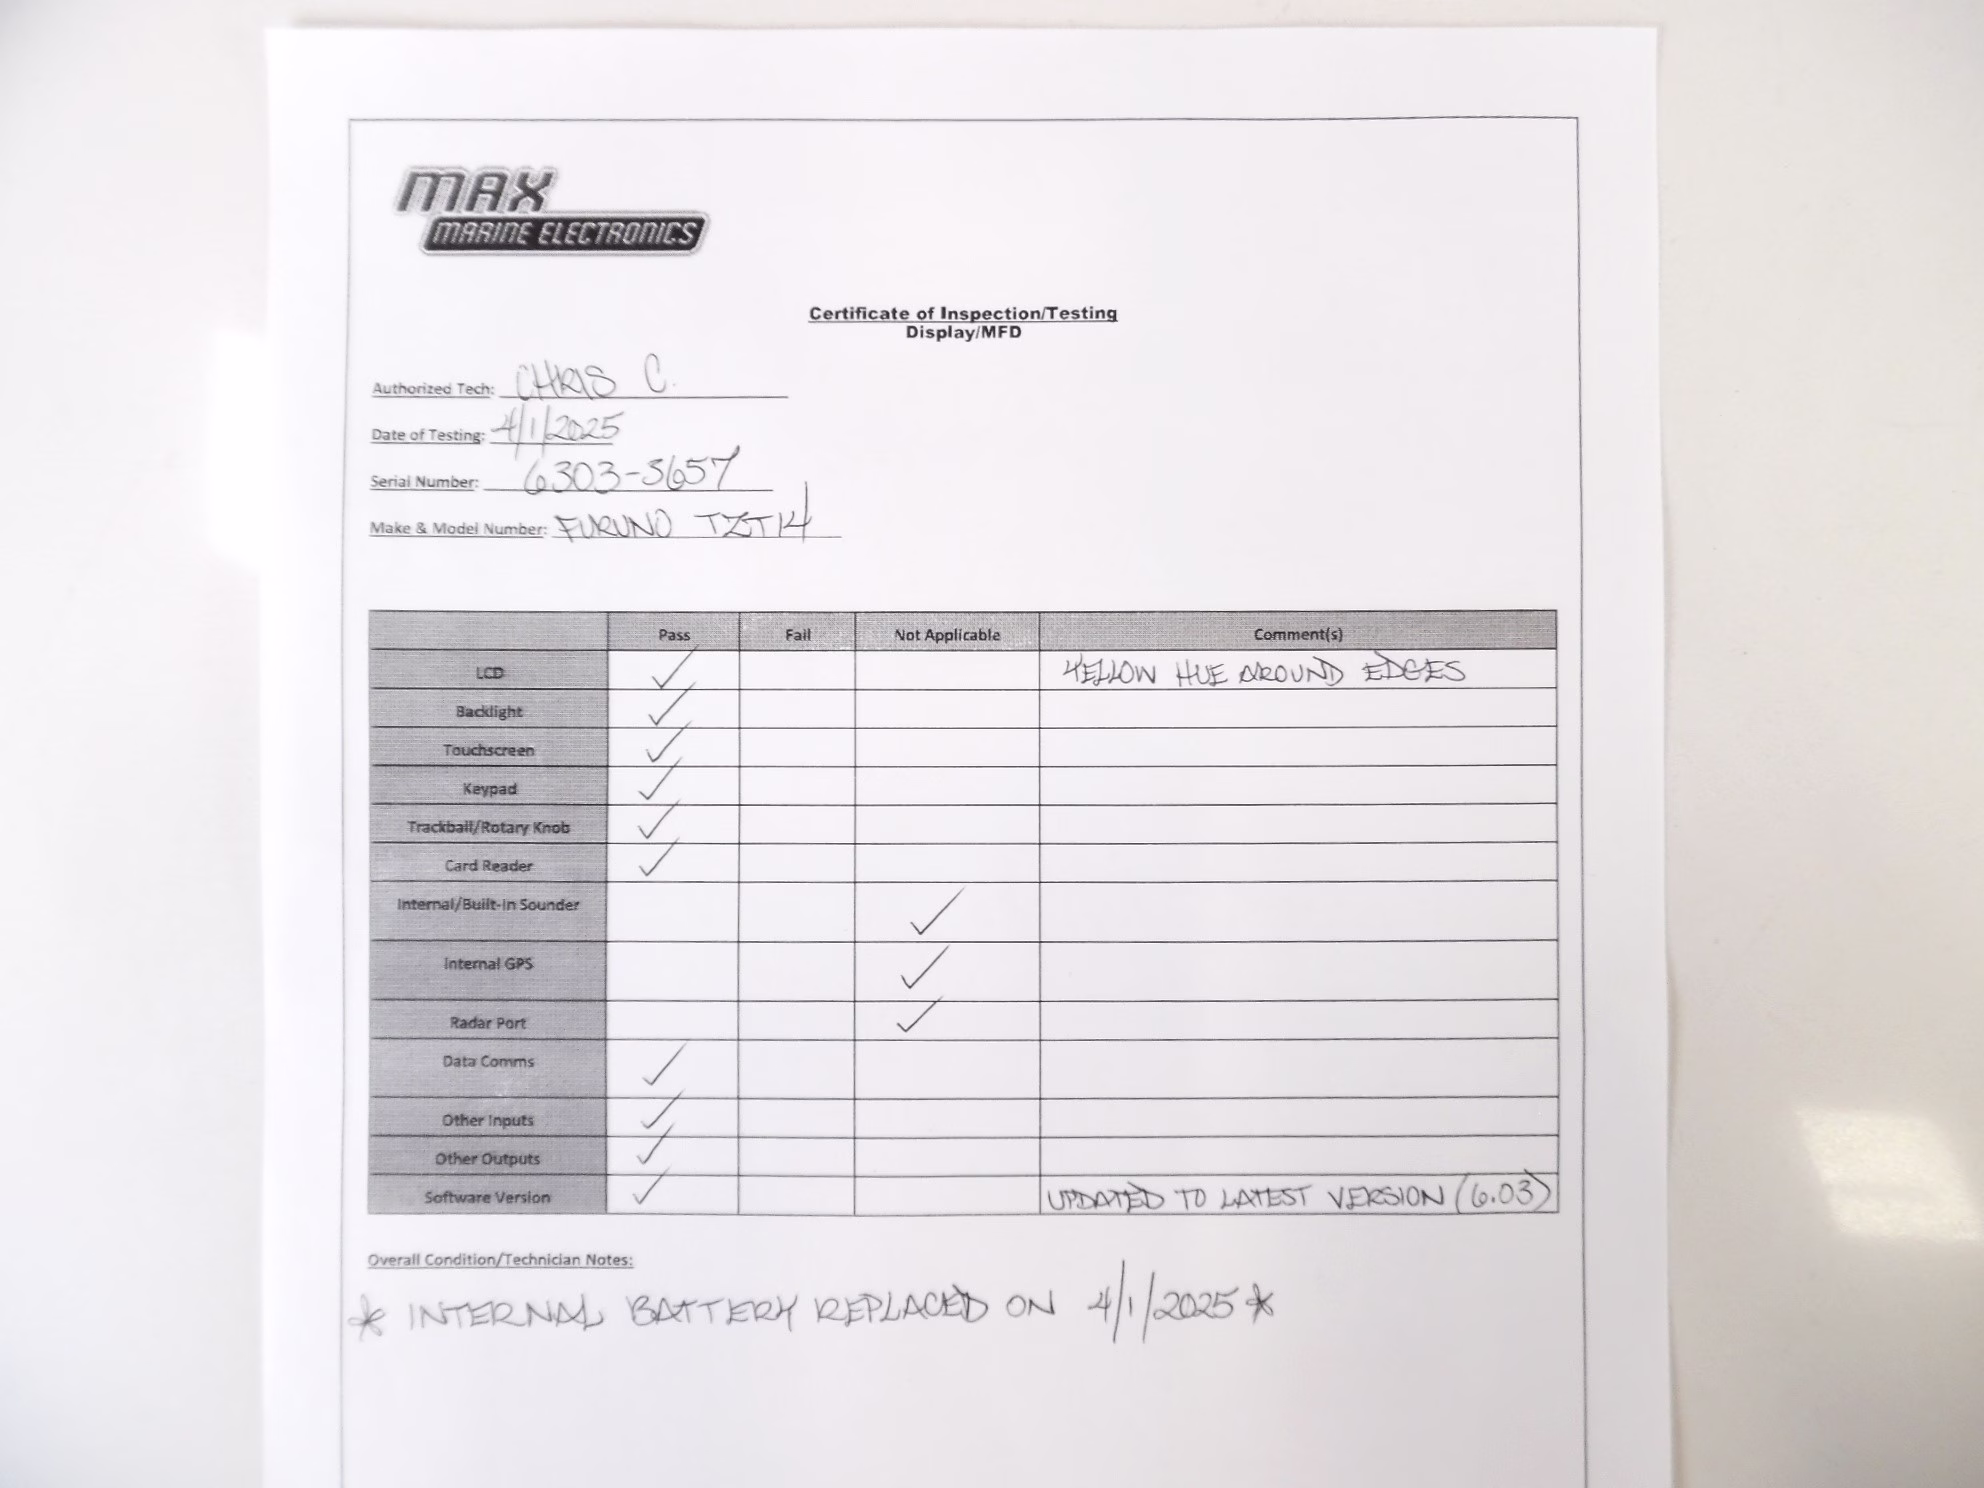 MAX
MARINE ELECTRONICS
Certificate of Inspection/Testing
Display/MFD
Authorized Tech: CHRIS C.
Date of Testing: 4/1/2025
Serial Number: 6303-5657
Make & Model Number: FURUNO TZT14
Pass Fail Not Applicable Comment(s)
LCD ✓ YELLOW HUE AROUND EDGES
Backlight ✓
Touchscreen ✓
Keypad ✓
Trackball/Rotary Knob ✓
Card Reader ✓
Internal/Built-In Sounder ✓
Internal GPS ✓
Radar Port ✓
Data Comms ✓
Other Inputs ✓
Other Outputs ✓
Software Version ✓ UPDATED TO LATEST VERSION (6.03)
Overall Condition/Technician Notes:
* INTERNAL BATTERY REPLACED ON 4/1/2025 *